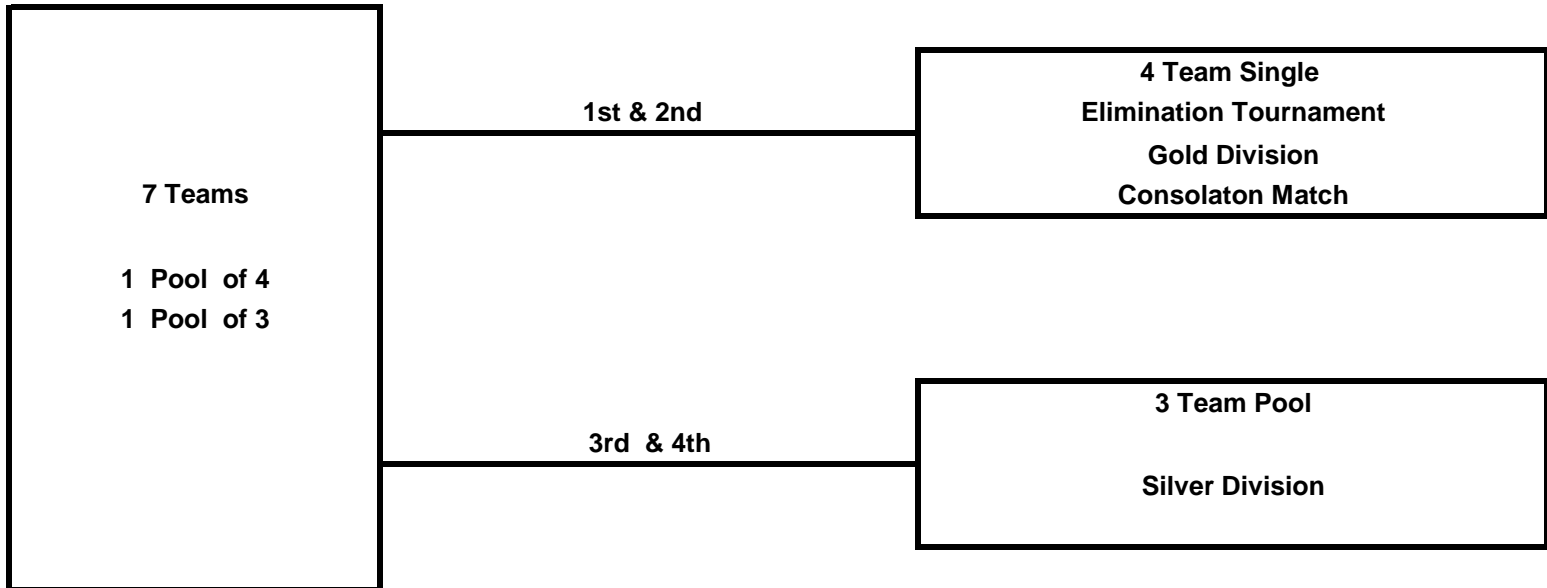 7 Teams
1 Pool of 4
1 Pool of 3
1st & 2nd
4 Team Single
Elimination Tournament
Gold Division
Consolaton Match
3rd & 4th
3 Team Pool
Silver Division